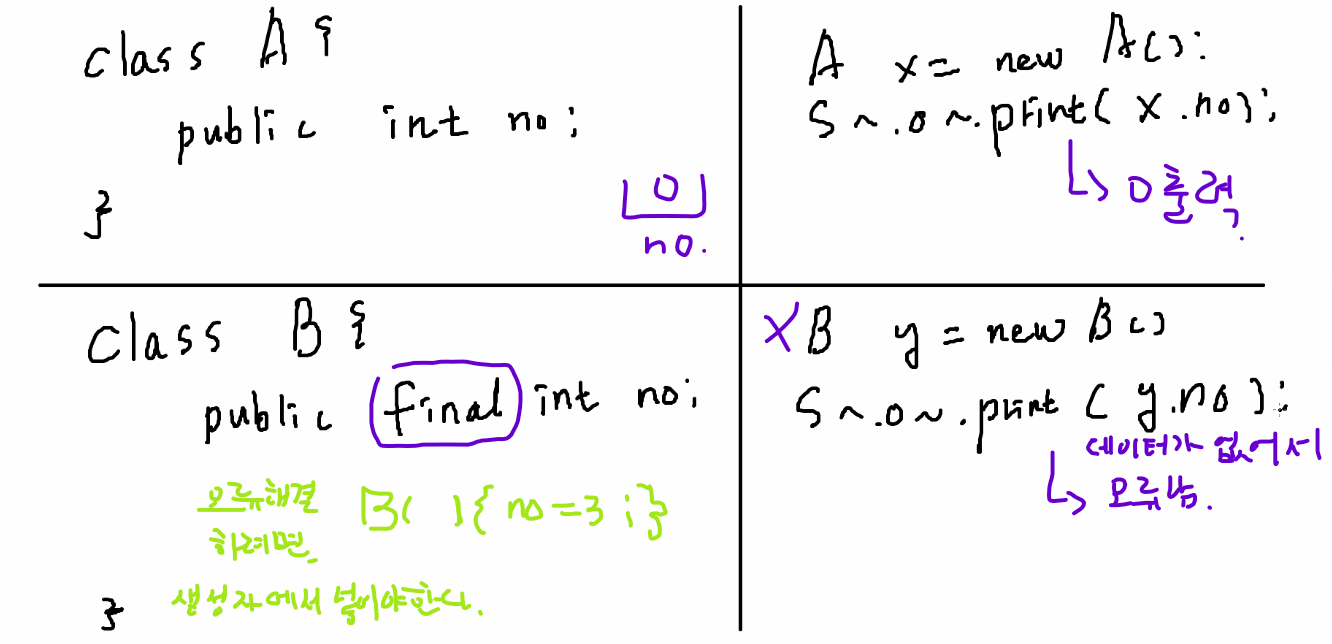 class A {
public int no;
}
0
no.
A x = new A();
S~.o~.print( x.no);
↳ 0 출력.
class B {
public final int no;
오류해결
하려면
B( ){ no=3;}
생성자에서 넣어야한다.
}
X B y = new B()
S~.o~.print ( y.no );
데이터가 없어서
↳ 오류남.